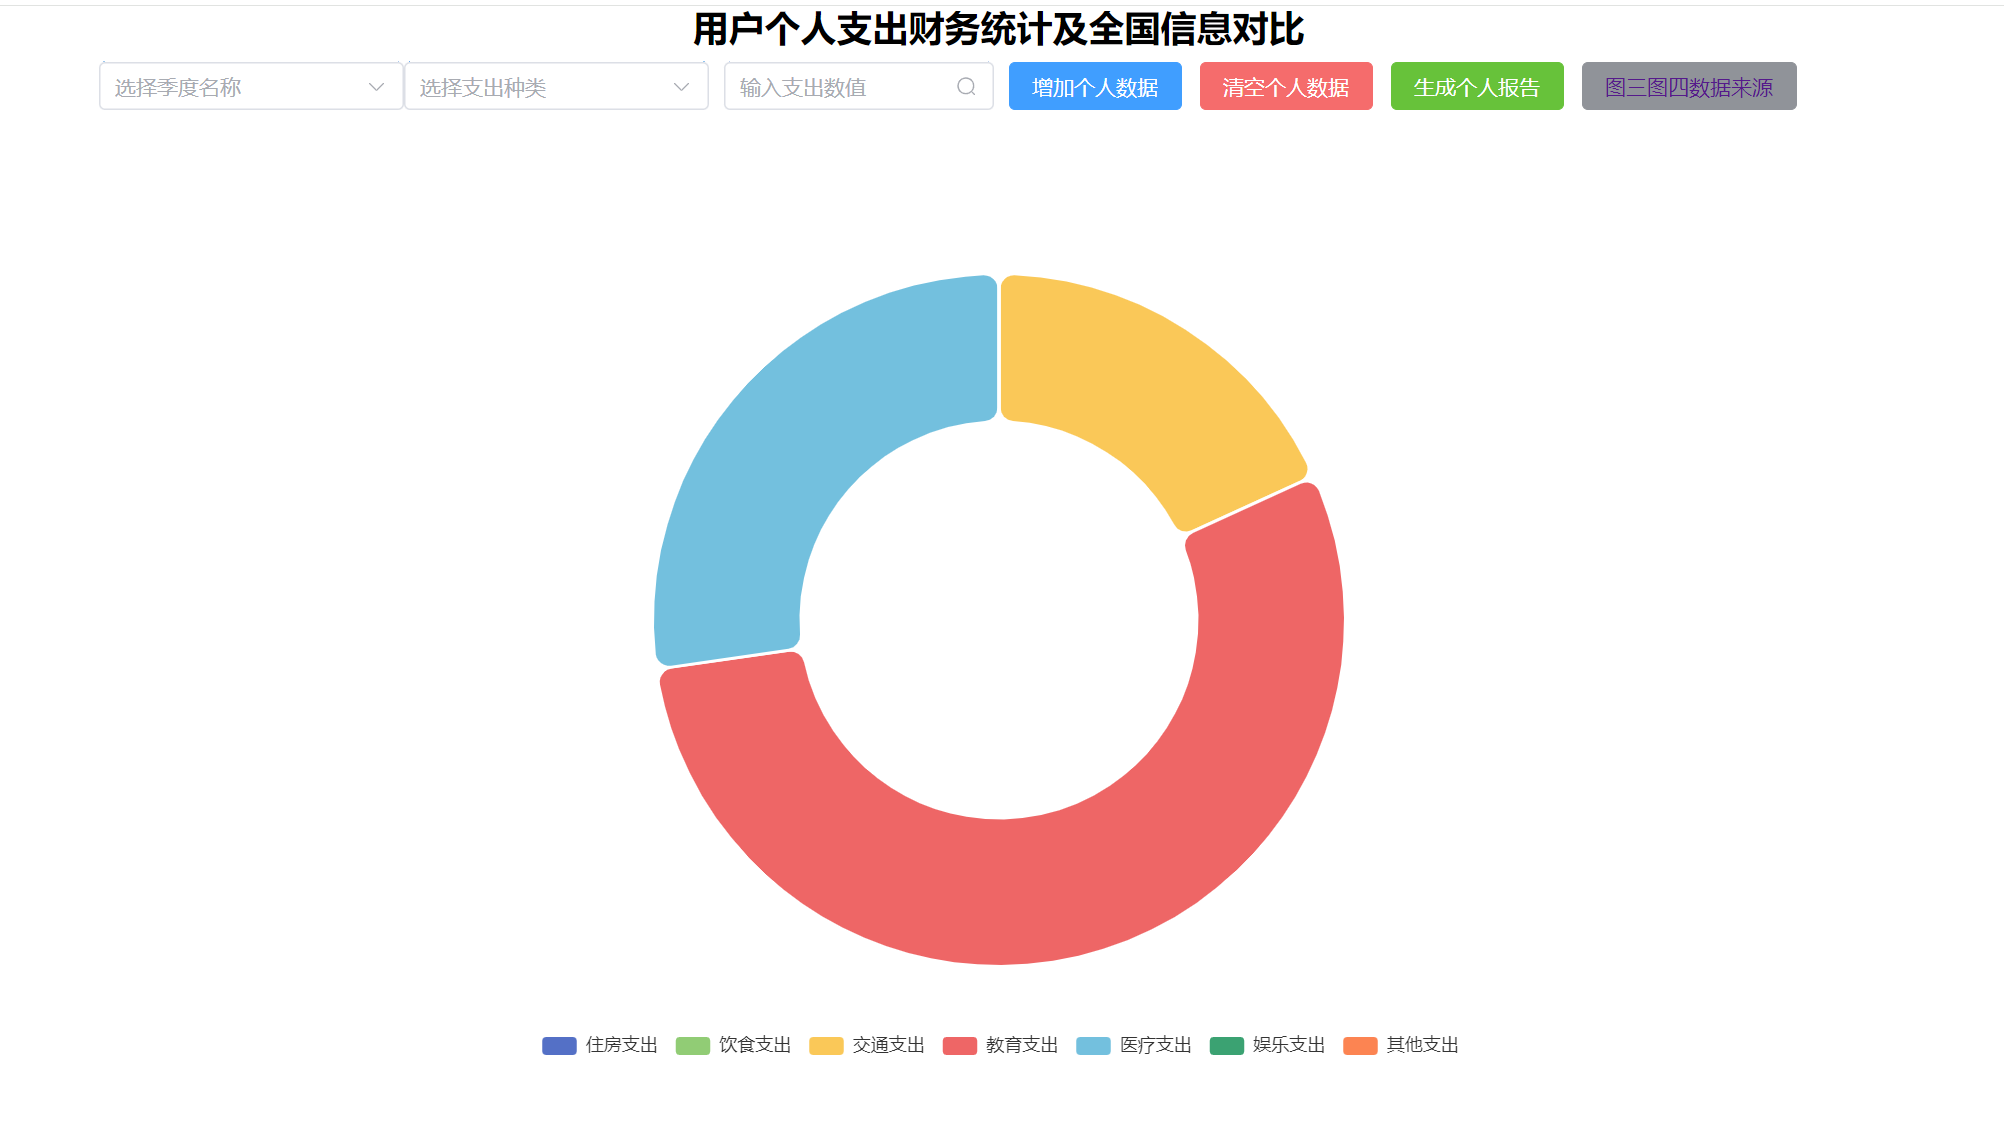 用户个人支出财务统计及全国信息对比
选择季度名称 选择支出种类 输入支出数值 增加个人数据 清空个人数据 生成个人报告 图三图四数据来源
住房支出 饮食支出 交通支出 教育支出 医疗支出 娱乐支出 其他支出